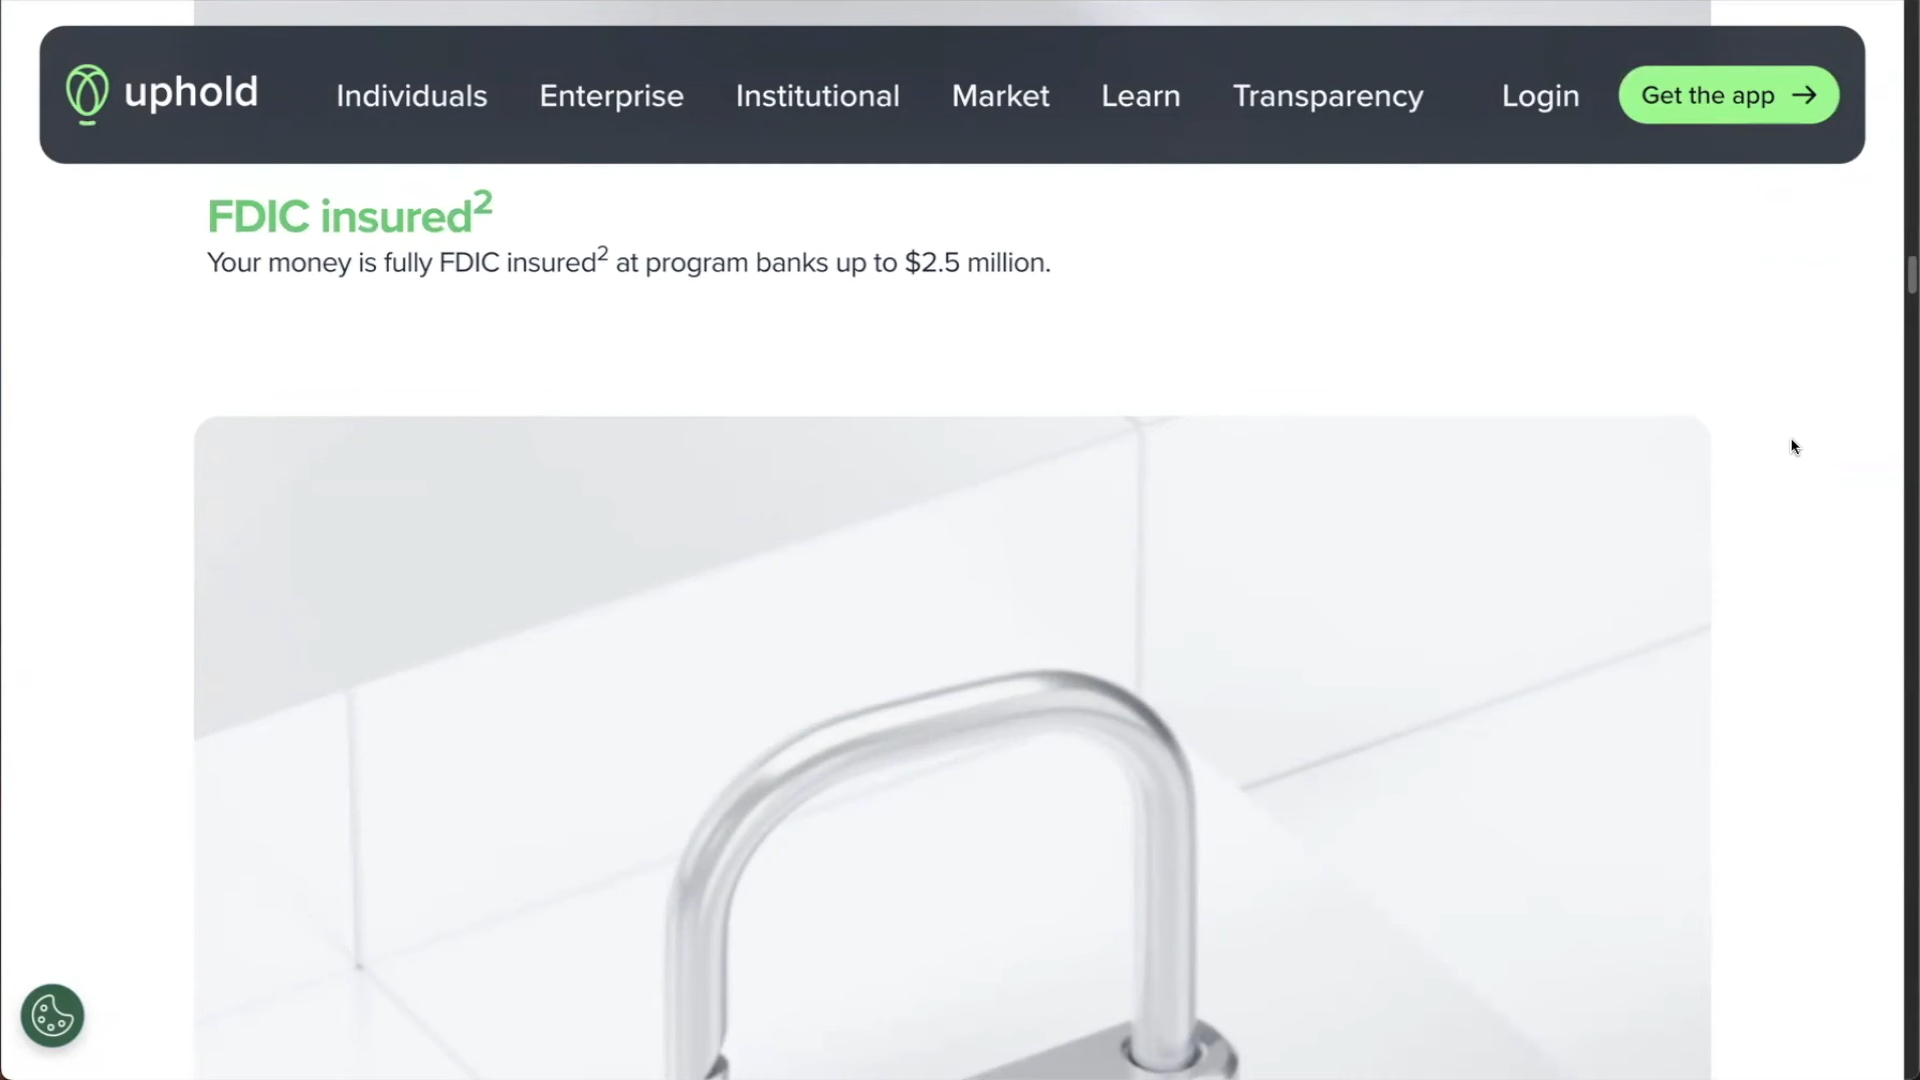 uphold Individuals Enterprise Institutional Market Learn Transparency Login Get the app →
FDIC insured²
Your money is fully FDIC insured² at program banks up to $2.5 million.